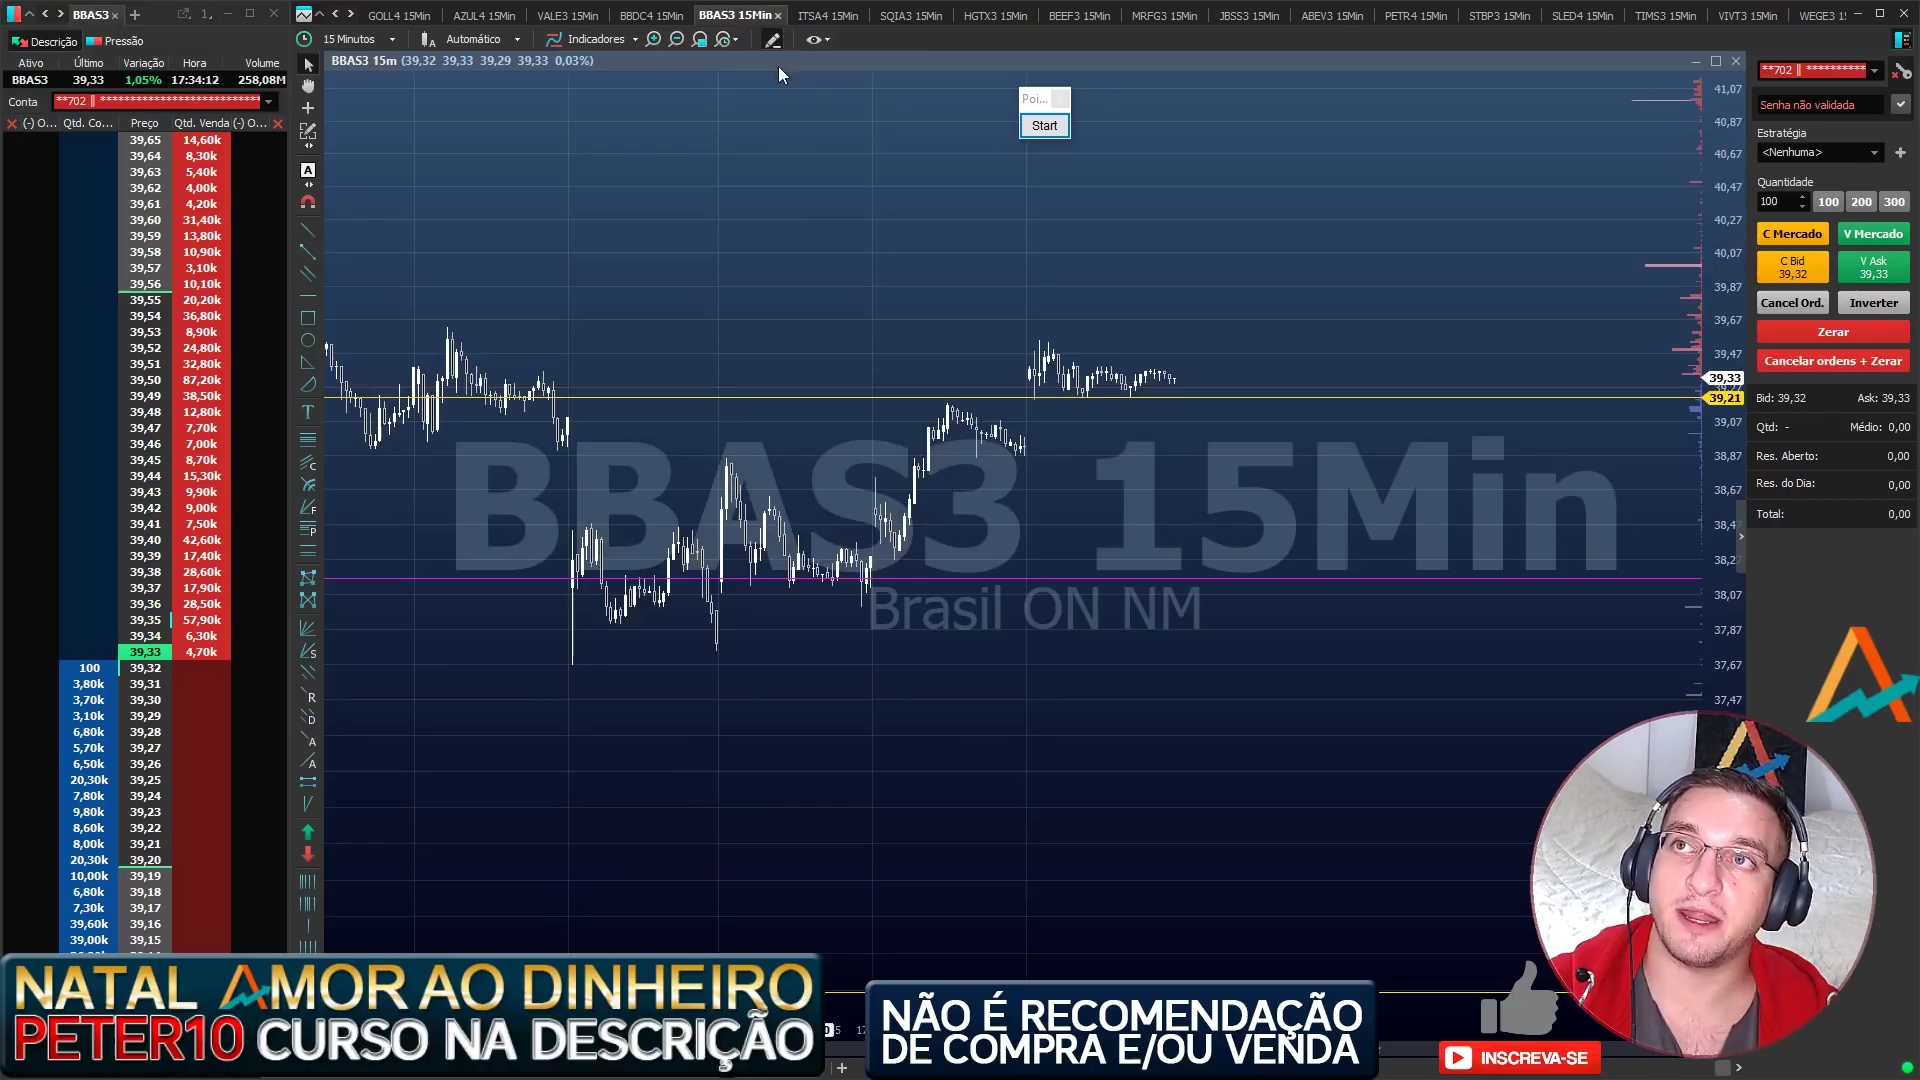 BBAS3
GOLL4 15Min AZUL4 15Min VALE3 15Min BBDC4 15Min BBAS3 15Min ITSA4 15Min SQIA3 15Min HGTX3 15Min BEEF3 15Min MRFG3 15Min JBSS3 15Min ABEV3 15Min PETR4 15Min STBP3 15Min SLED4 15Min TIMS3 15Min VIVT3 15Min WEGE3
Descrição Pressão
15 Minutos Automático Indicadores
Ativo Último Variação Hora Volume
BBAS3 39,33 1,05% 17:34:12 258,08M
BBAS3 15m (39,32 39,33 39,29 39,33 0,03%)
Conta
(-) O... Qtd. Co... Preço Qtd. Venda (-) O...
39,65 14,60k
39,64 8,30k
39,63 5,40k
39,62 4,00k
39,61 4,20k
39,60 31,40k
39,59 13,80k
39,58 10,90k
39,57 3,10k
39,56 10,10k
39,55 20,20k
39,54 36,80k
39,53 8,90k
39,52 24,80k
39,51 32,80k
39,50 87,20k
39,49 38,50k
39,48 12,80k
39,47 7,70k
39,46 7,00k
39,45 8,70k
39,44 15,30k
39,43 9,90k
39,42 9,00k
39,41 7,50k
39,40 42,60k
39,39 17,40k
39,38 28,60k
39,37 17,90k
39,36 28,50k
39,35 57,90k
39,34 6,30k
39,33 4,70k
100 39,32
3,80k 39,31
3,70k 39,30
3,10k 39,29
6,80k 39,28
5,70k 39,27
6,50k 39,26
20,30k 39,25
7,80k 39,24
9,80k 39,23
8,60k 39,22
8,00k 39,21
20,30k 39,20
10,00k 39,19
6,80k 39,18
7,30k 39,17
39,60k 39,16
39,00k 39,15
Poi...
Start
BBAS3 15Min
Brasil ON NM
41,07
40,87
40,67
40,47
40,27
40,07
39,87
39,67
39,47
39,33
39,21
39,07
38,87
38,67
38,07
37,87
37,67
37,47
Senha não validada
Estratégia
<Nenhuma>
Quantidade
100 100 200 300
C Mercado V Mercado
C Bid V Ask
39,32 39,33
Cancel Ord. Inverter
Zerar
Cancelar ordens + Zerar
Bid: 39,32 Ask: 39,33
Qtd: - Médio: 0,00
Res. Aberto: 0,00
Res. do Dia: 0,00
Total: 0,00
NATAL AMOR AO DINHEIRO
PETER10 CURSO NA DESCRIÇÃO
NÃO É RECOMENDAÇÃO
DE COMPRA E/OU VENDA
INSCREVA-SE